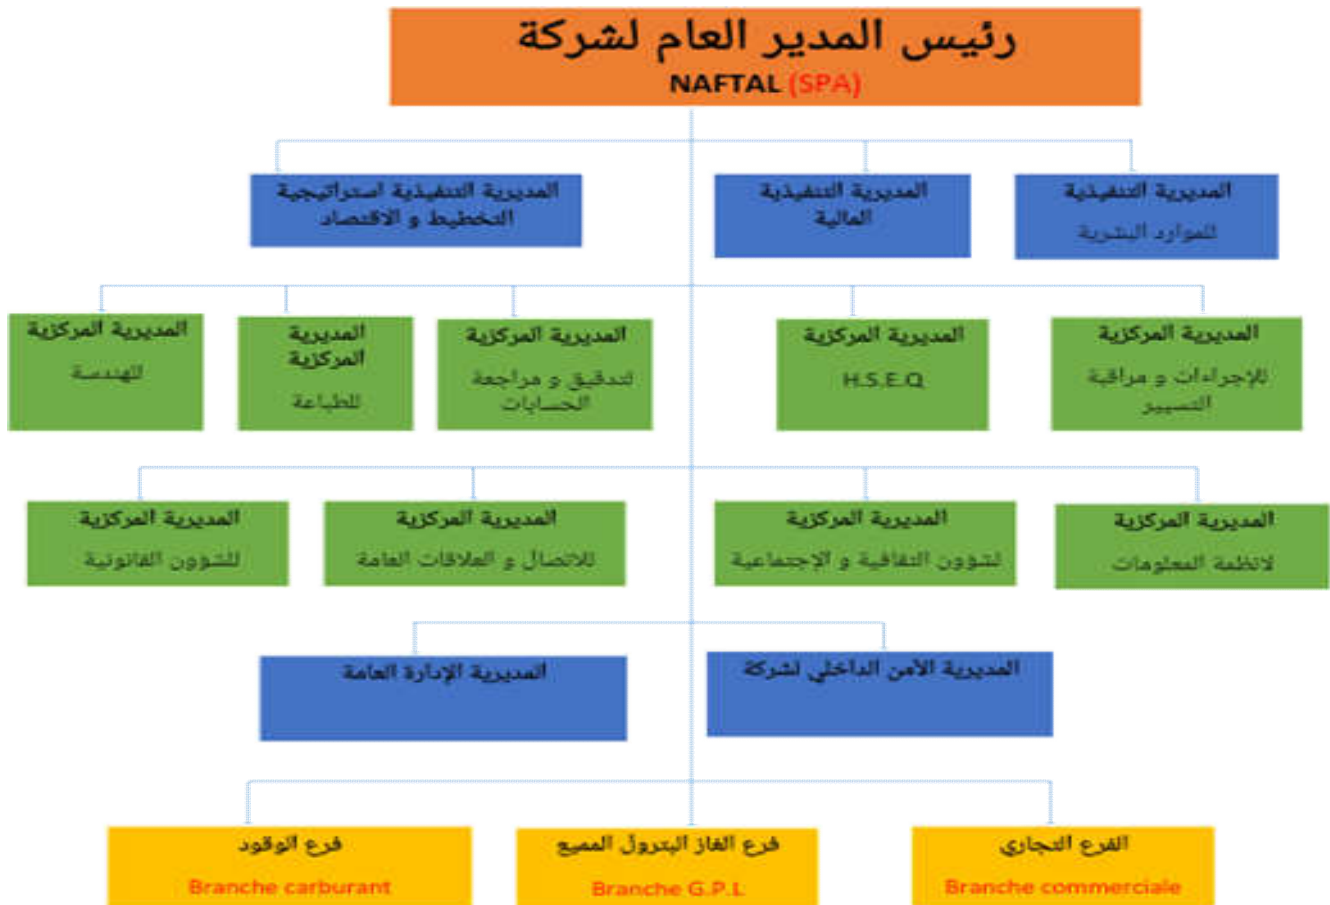 رئيس المدير العام لشركة
NAFTAL (SPA)
المديرية التنفيذية
للموارد البشرية
المديرية التنفيذية
المالية
المديرية التنفيذية استراتيجية
التخطيط و الاقتصاد
المديرية المركزية
للإجراءات و مراقبة
التسيير
المديرية المركزية
H.S.E.Q
المديرية المركزية
لتدقيق و مراجعة
الحسابات
المديرية
المركزية
للطباعة
المديرية المركزية
للهندسة
المديرية المركزية
لانظمة المعلومات
المديرية المركزية
لشؤون الثقافية و الإجتماعية
المديرية المركزية
للاتصال و العلاقات العامة
المديرية المركزية
للشؤون القانونية
المديرية الأمن الداخلي لشركة
المديرية الإدارة العامة
الفرع التجاري
Branche commerciale
فرع الغاز البترول المميع
Branche G.P.L
فرع الوقود
Branche carburant